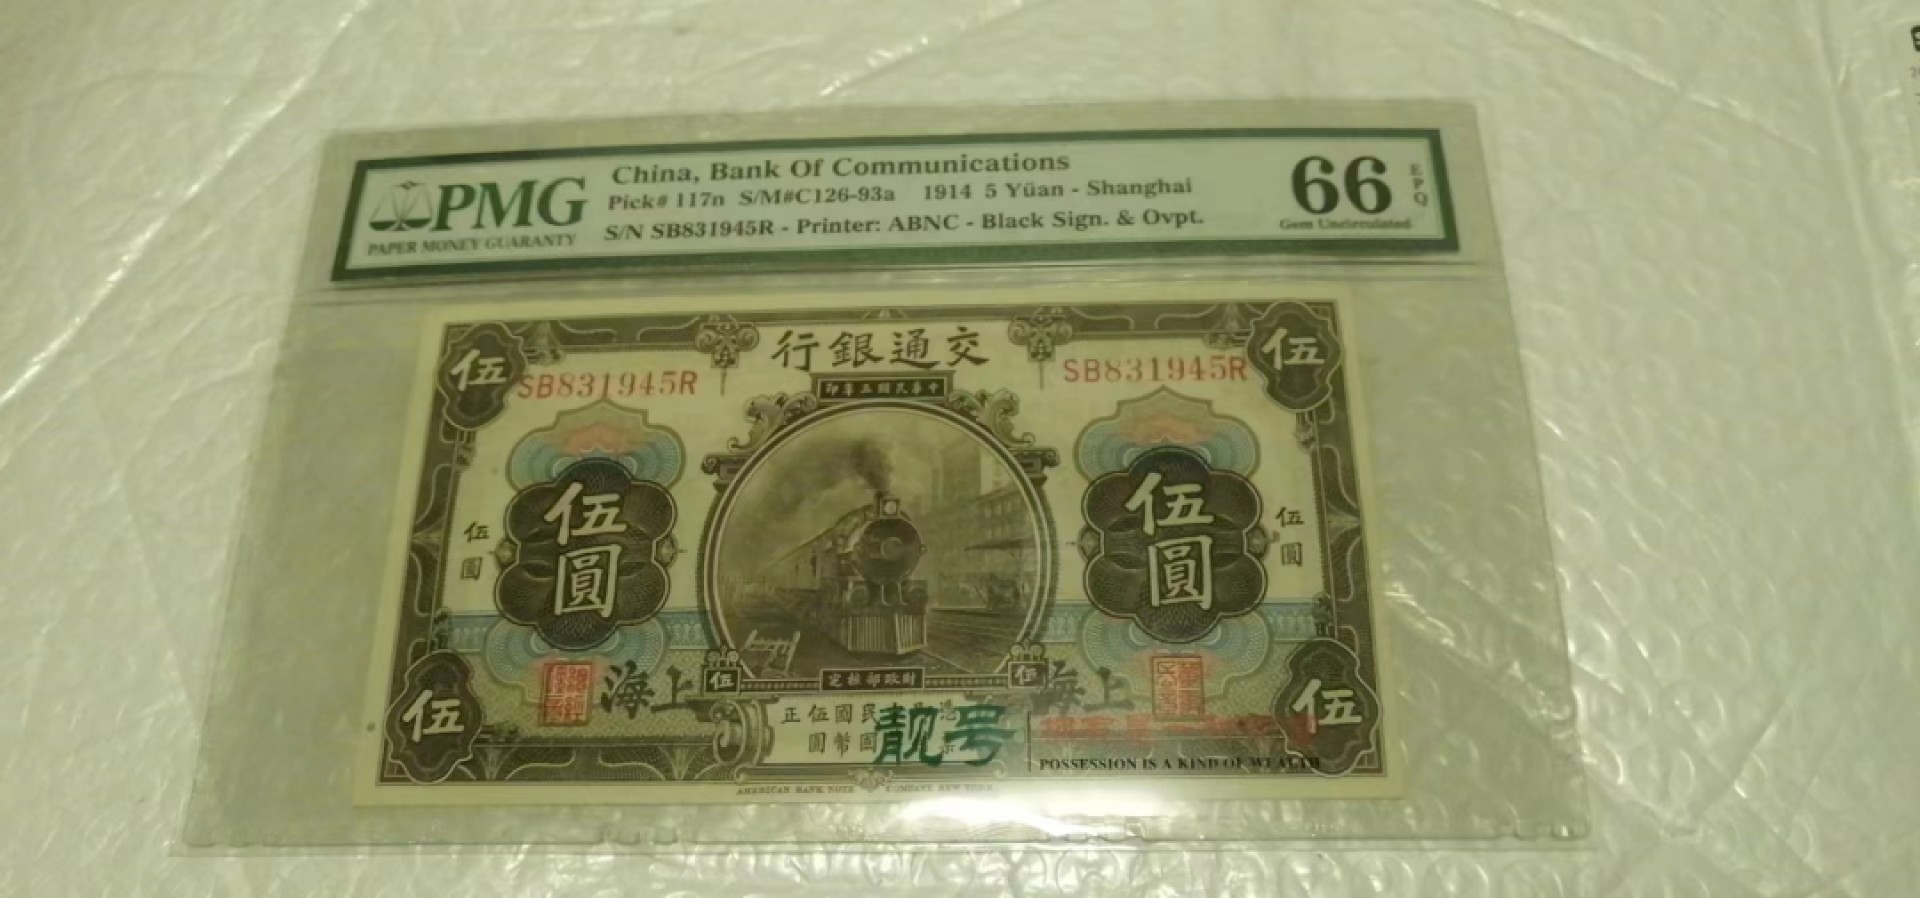 China, Bank Of Communications
Pick# 117n S/M#C126-93a 1914 5 Yüan - Shanghai
S/N SB831945R - Printer: ABNC - Black Sign. & Ovpt.
PMG
PAPER MONEY GUARANTY
66 EPQ
Gem Uncirculated
行銀通交
伍 伍
SB831945R SB831945R
印年三國民華中
伍圓 伍圓
伍圓 伍圓
海上 海上
伍 定核部政財 伍
伍 伍
正伍國民
圓幣國
靓号
POSSESSION IS A KIND OF WEALTH
AMERICAN BANK NOTE COMPANY, NEW YORK.